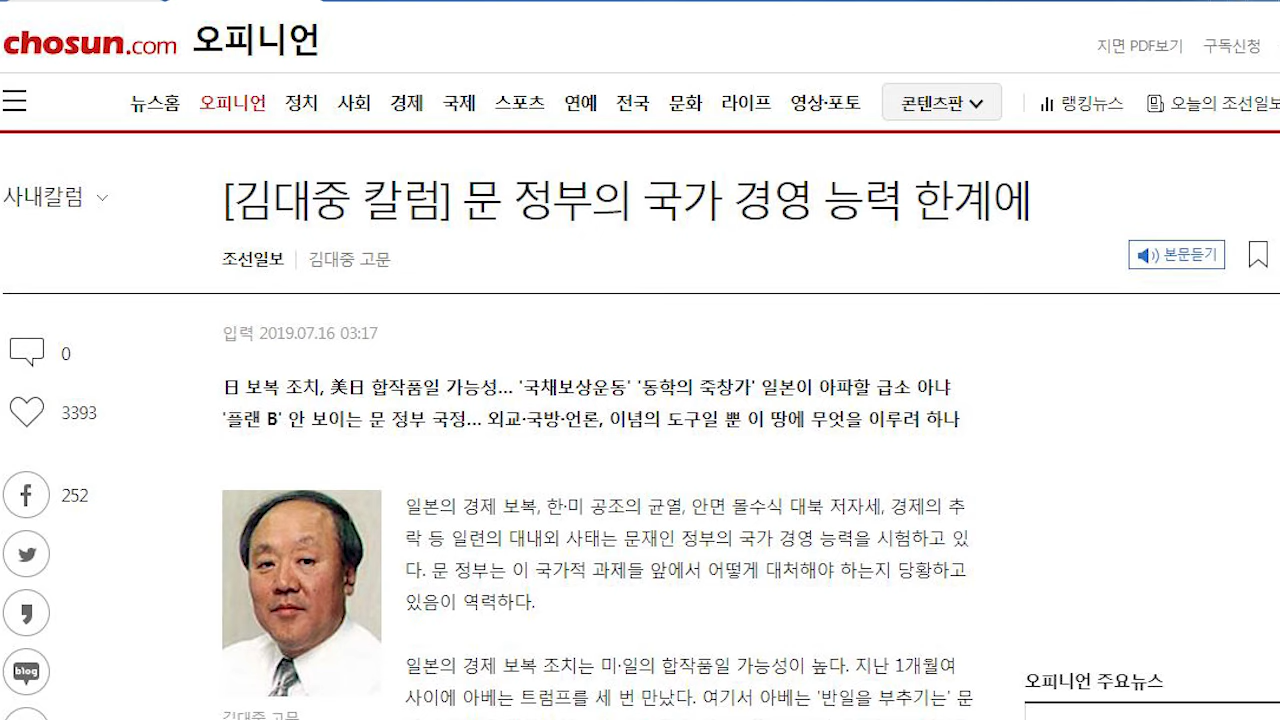 chosun.com 오피니언
지면 PDF보기 구독신청
뉴스홈 오피니언 정치 사회 경제 국제 스포츠 연예 전국 문화 라이프 영상·포토 콘텐츠판 랭킹뉴스 오늘의 조선일보
사내칼럼
[김대중 칼럼] 문 정부의 국가 경영 능력 한계에
조선일보 김대중 고문
본문듣기
입력 2019.07.16 03:17
0
3393
日 보복 조치, 美日 합작품일 가능성... '국채보상운동' '동학의 죽창가' 일본이 아파할 급소 아냐
'플랜 B' 안 보이는 문 정부 국정... 외교·국방·언론, 이념의 도구일 뿐 이 땅에 무엇을 이루려 하나
252
일본의 경제 보복, 한·미 공조의 균열, 안면 몰수식 대북 저자세, 경제의 추
락 등 일련의 대내외 사태는 문재인 정부의 국가 경영 능력을 시험하고 있
다. 문 정부는 이 국가적 과제들 앞에서 어떻게 대처해야 하는지 당황하고
있음이 역력하다.
blog
일본의 경제 보복 조치는 미·일의 합작품일 가능성이 높다. 지난 1개월여
사이에 아베는 트럼프를 세 번 만났다. 여기서 아베는 '반일을 부추기는' 문
오피니언 주요뉴스
김대중 고문